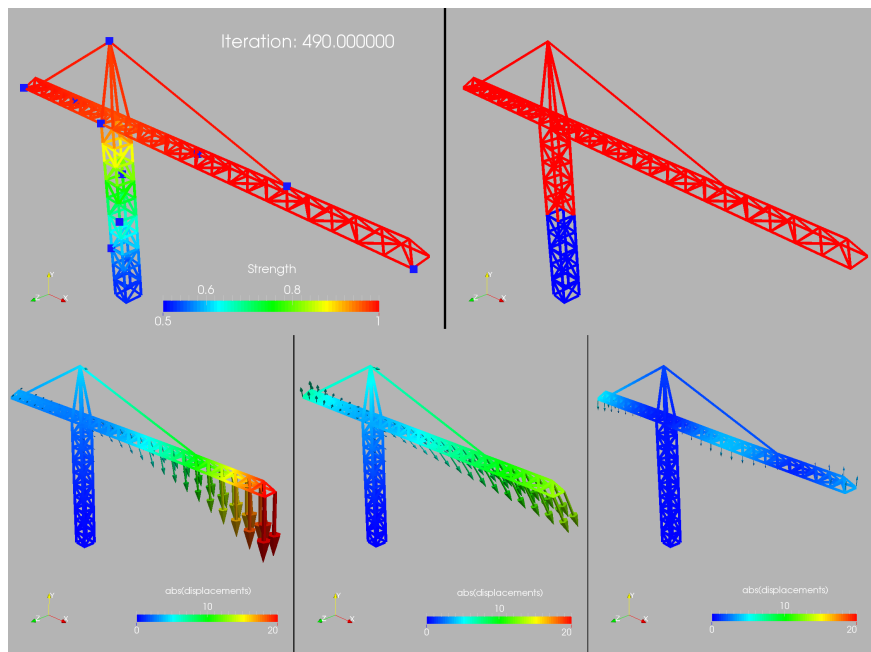 Iteration: 490.000000
Strength
0.6 0.8
0.5 1
Y
Z X
Y
Z X
abs(displacements)
10
0 20
Y
Z X
abs(displacements)
10
0 20
Y
Z X
abs(displacements)
10
0 20
Y
Z X